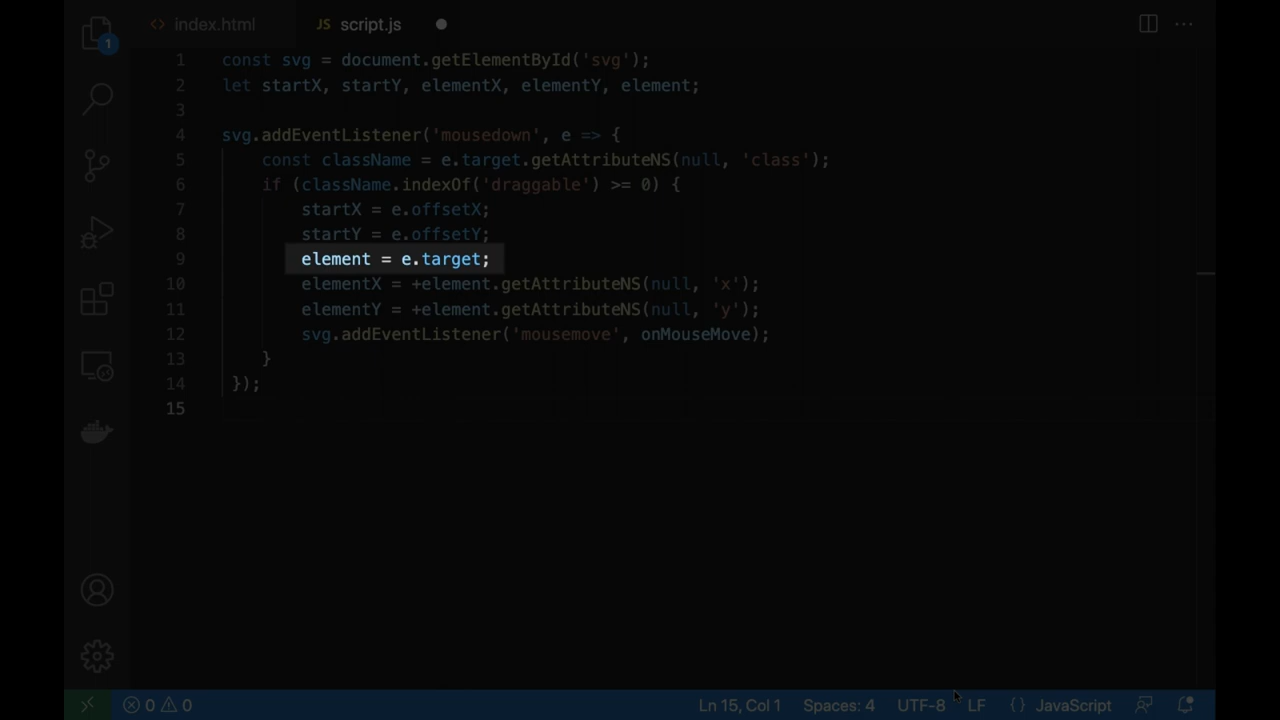 index.html
JS script.js
1
1 const svg = document.getElementById('svg');
2 let startX, startY, elementX, elementY, element;
3
4 svg.addEventListener('mousedown', e => {
5 const className = e.target.getAttributeNS(null, 'class');
6 if (className.indexOf('draggable') >= 0) {
7 startX = e.offsetX;
8 startY = e.offsetY;
9 element = e.target;
10 elementX = +element.getAttributeNS(null, 'x');
11 elementY = +element.getAttributeNS(null, 'y');
12 svg.addEventListener('mousemove', onMouseMove);
13 }
14 });
15
0 0 Ln 15, Col 1 Spaces: 4 UTF-8 LF {} JavaScript